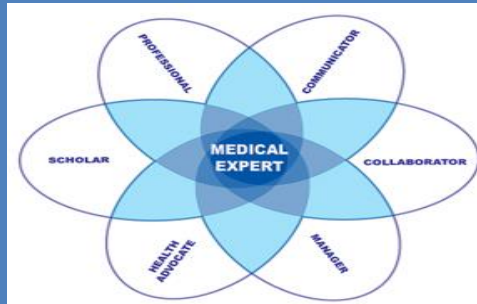 PROFESSIONAL
COMMUNICATOR
SCHOLAR
MEDICAL
EXPERT
COLLABORATOR
HEALTH
ADVOCATE
MANAGER